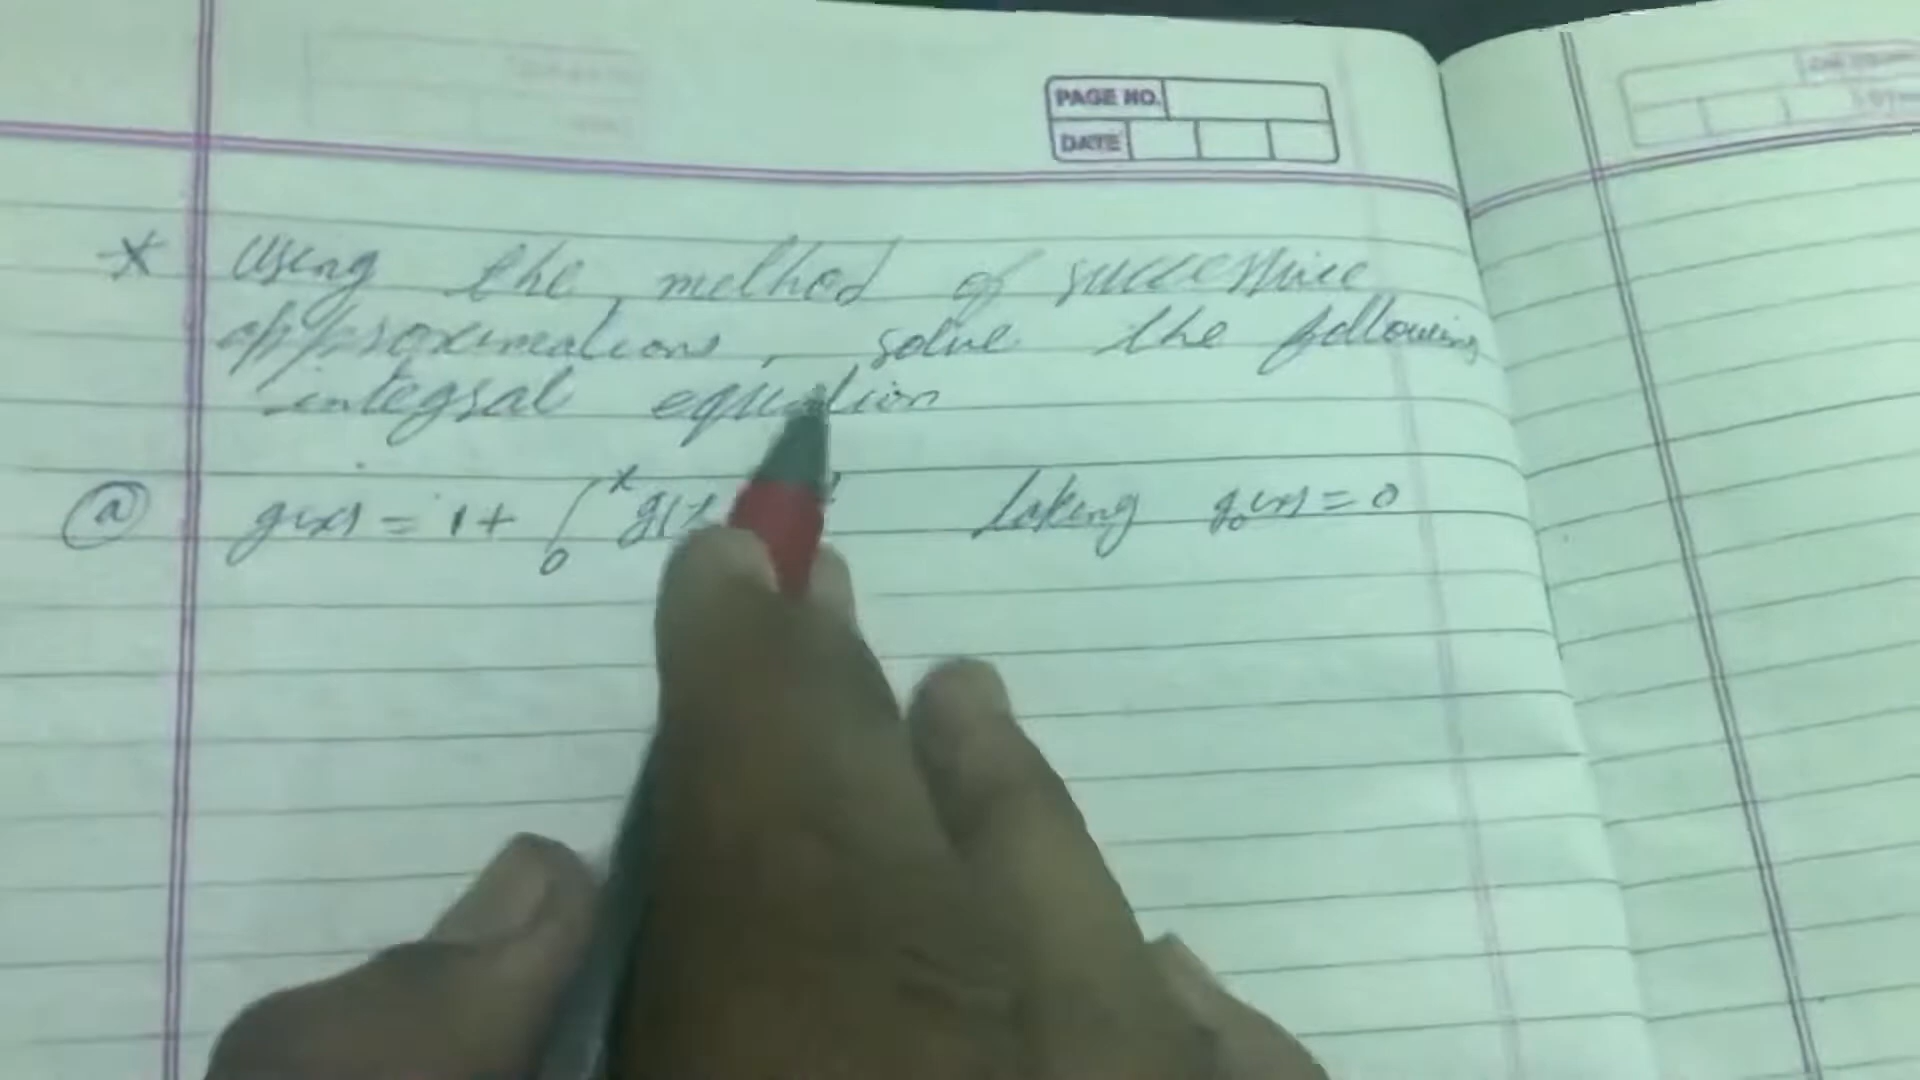 PAGE NO.
DATE
* Using the method of successive
approximations, solve the following
integral equation
(a) g(x) = 1 + ∫₀ˣ g(t taking g₀(x) = 0